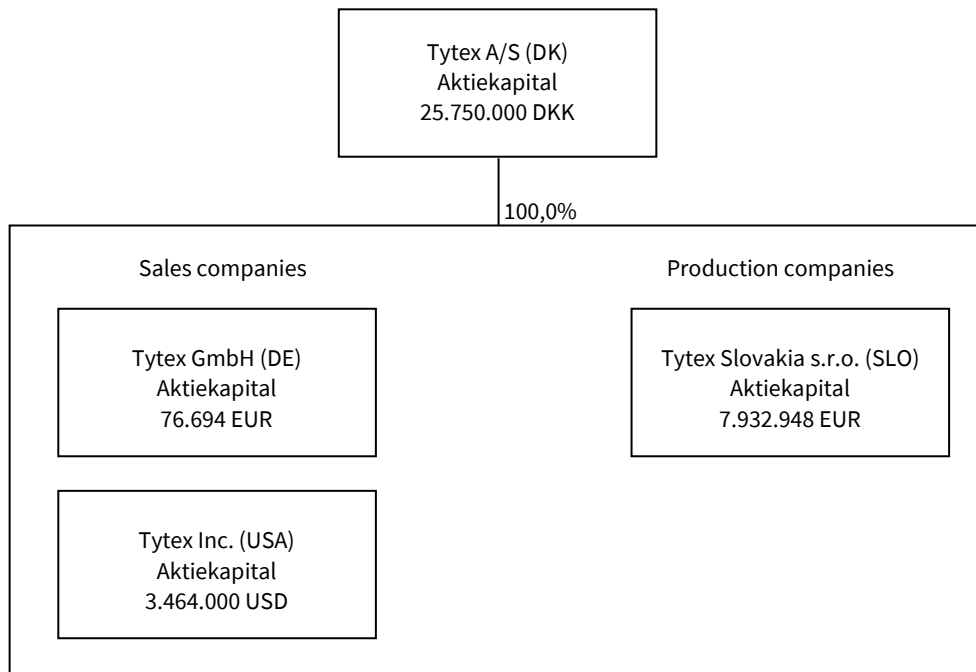 Tytex A/S (DK)
Aktiekapital
25.750.000 DKK
100,0%
Sales companies
Production companies
Tytex GmbH (DE)
Aktiekapital
76.694 EUR
Tytex Slovakia s.r.o. (SLO)
Aktiekapital
7.932.948 EUR
Tytex Inc. (USA)
Aktiekapital
3.464.000 USD